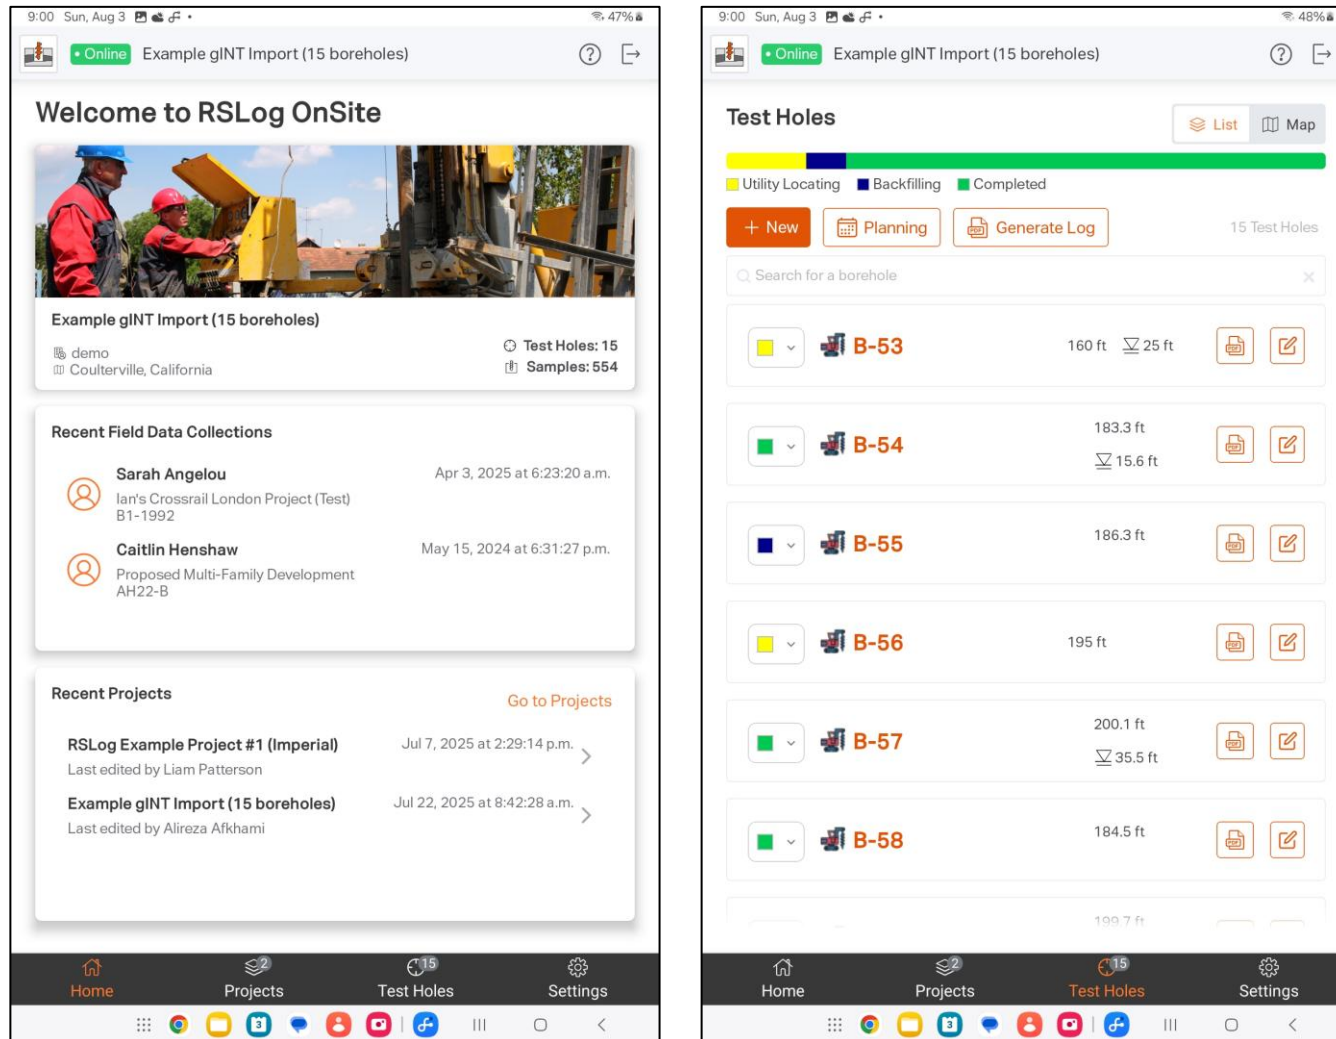 9:00 Sun, Aug 3
47%
Online Example gINT Import (15 boreholes)
Welcome to RSLog OnSite
Example gINT Import (15 boreholes)
demo
Coulterville, California
Test Holes: 15
Samples: 554
Recent Field Data Collections
Sarah Angelou Apr 3, 2025 at 6:23:20 a.m.
Ian's Crossrail London Project (Test)
B1-1992
Caitlin Henshaw May 15, 2024 at 6:31:27 p.m.
Proposed Multi-Family Development
AH22-B
Recent Projects
Go to Projects
RSLog Example Project #1 (Imperial) Jul 7, 2025 at 2:29:14 p.m.
Last edited by Liam Patterson
Example gINT Import (15 boreholes) Jul 22, 2025 at 8:42:28 a.m.
Last edited by Alireza Afkhami
2 15
Home Projects Test Holes Settings
3
9:00 Sun, Aug 3
48%
Online Example gINT Import (15 boreholes)
Test Holes
List Map
Utility Locating Backfilling Completed
+ New Planning PDF Generate Log 15 Test Holes
Search for a borehole
B-53 160 ft 25 ft PDF
B-54 183.3 ft PDF
15.6 ft
B-55 186.3 ft PDF
B-56 195 ft PDF
B-57 200.1 ft PDF
35.5 ft
B-58 184.5 ft PDF
199.7 ft
2 15
Home Projects Test Holes Settings
3